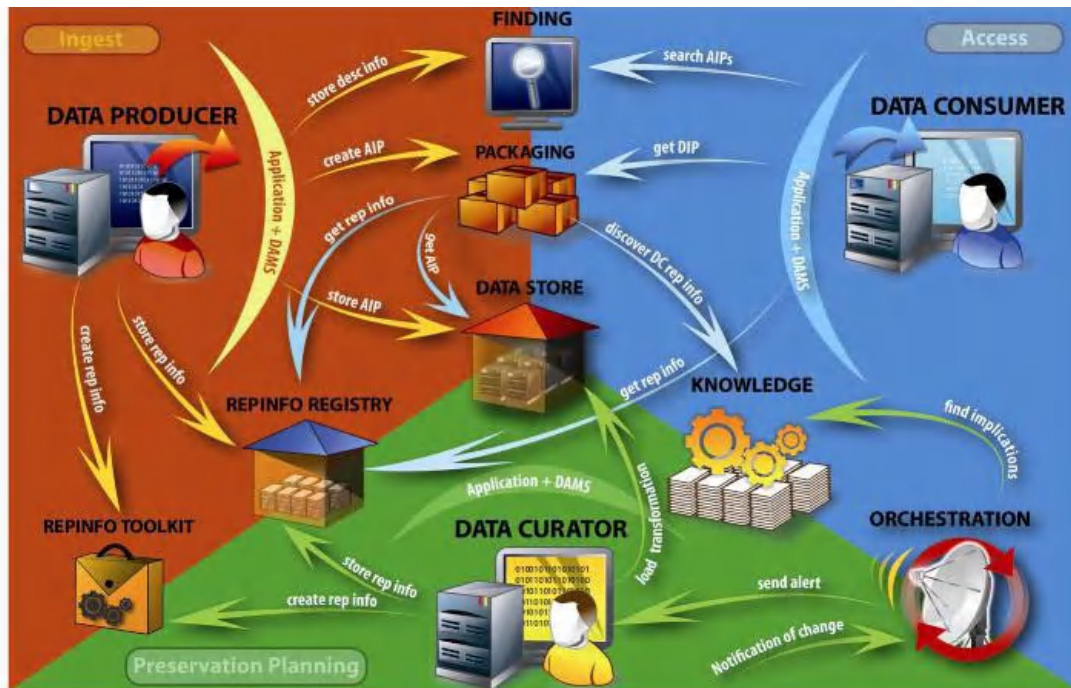 Ingest
FINDING
Access
store desc info
search AIPs
DATA PRODUCER
DATA CONSUMER
Application + DAMS
create AIP
PACKAGING
get DIP
Application + DAMS
get rep info
get AIP
discover DC rep info
DATA STORE
store AIP
create rep info
store rep info
get rep info
REPINFO REGISTRY
KNOWLEDGE
find implications
Application + DAMS
load transformation
REPINFO TOOLKIT
DATA CURATOR
ORCHESTRATION
store rep info
create rep info
send alert
Notification of change
Preservation Planning